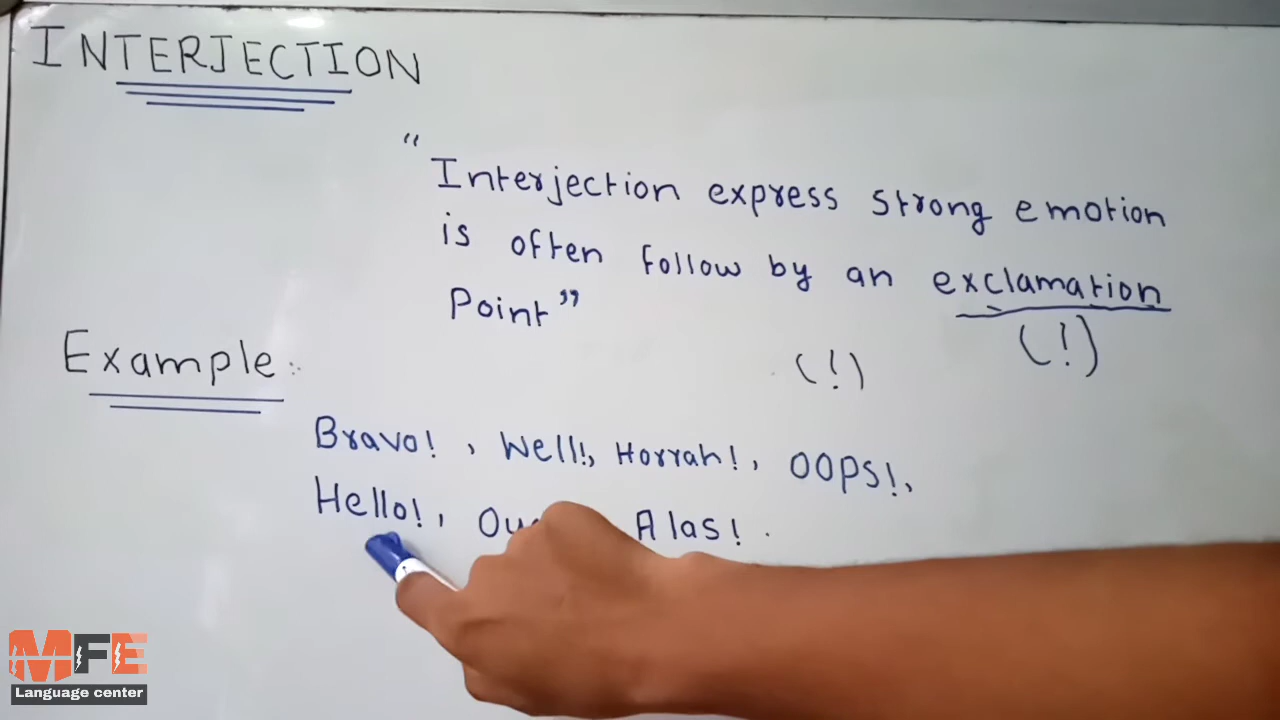 INTERJECTION
“Interjection express strong emotion
is often follow by an exclamation
Point”
(!)
(!)
Example:
Bravo! , Well!, Horrah!, OOPS!,
Hello!, Alas! .
MFE
Language center